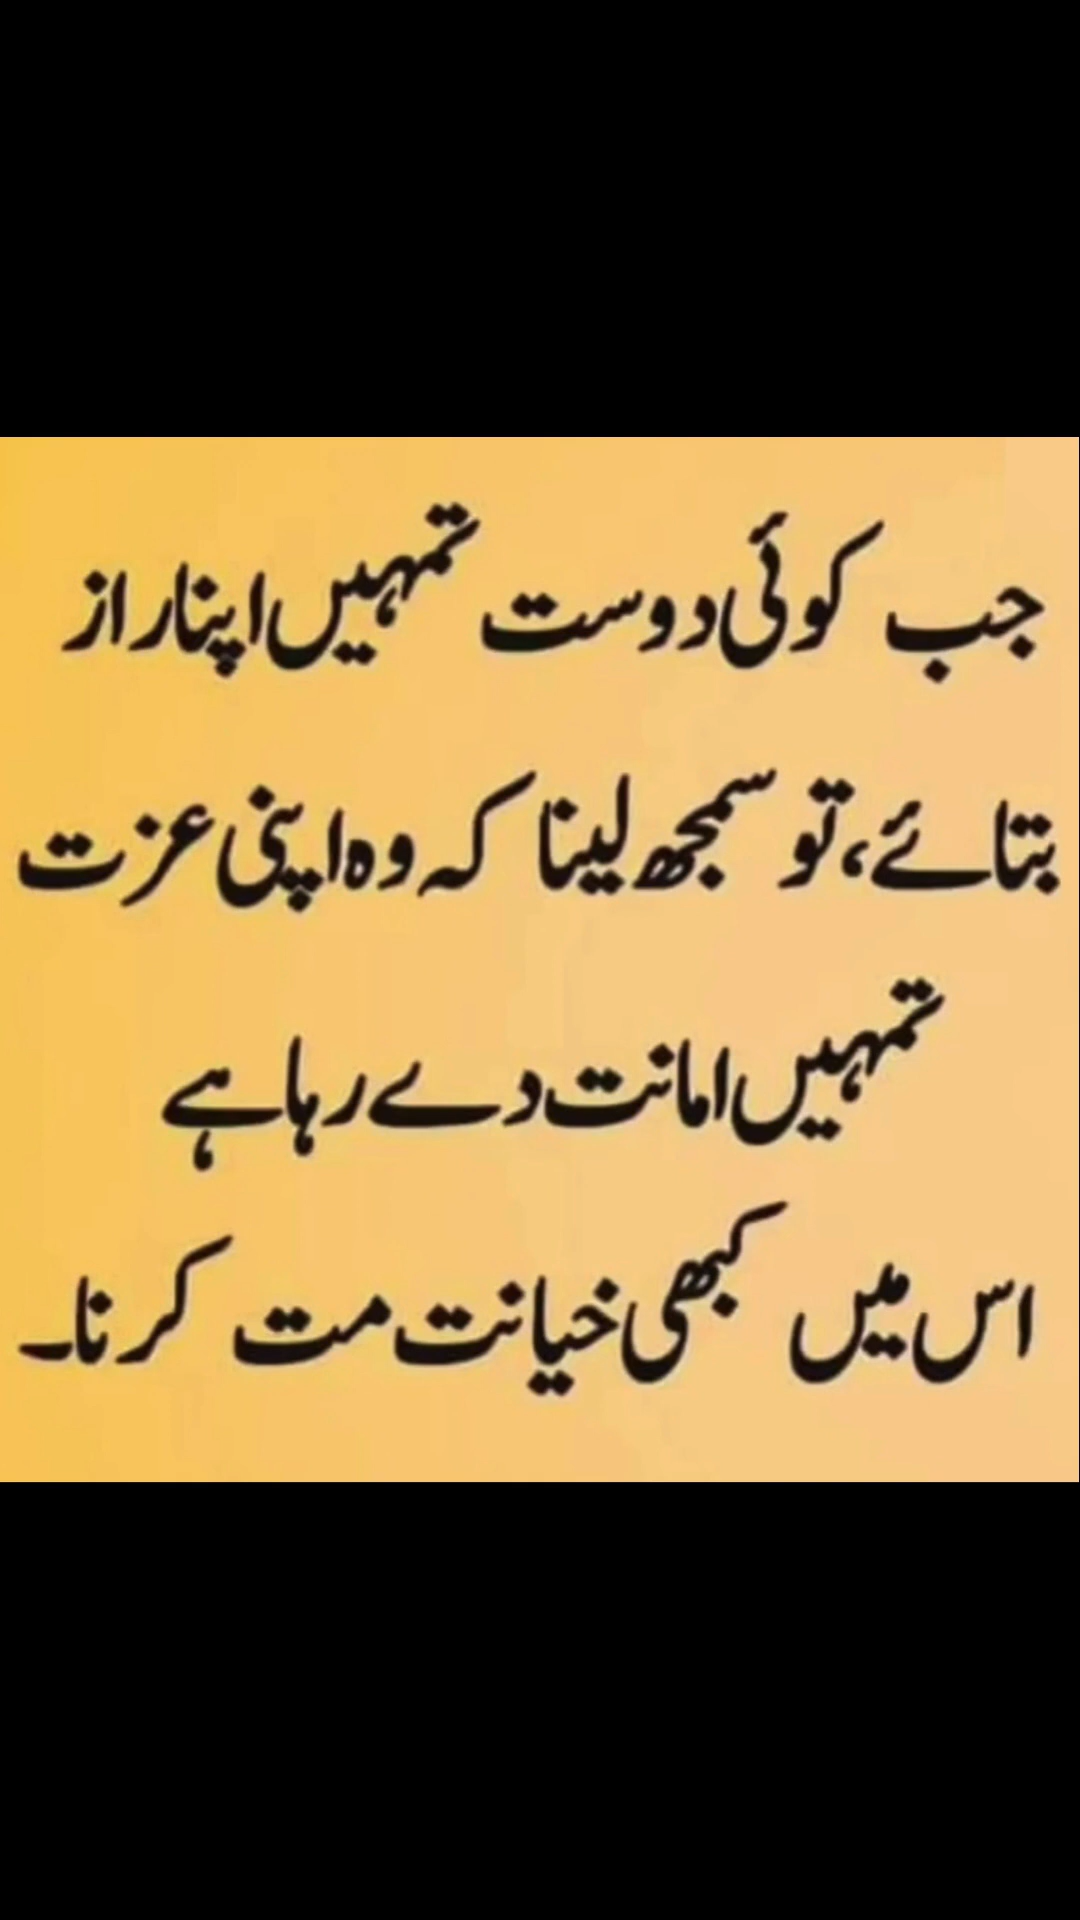 جب کوئی دوست تمہیں اپنا راز
بتائے، تو سمجھ لینا کہ وہ اپنی عزت
تمہیں امانت دے رہا ہے
اس میں کبھی خیانت مت کرنا۔